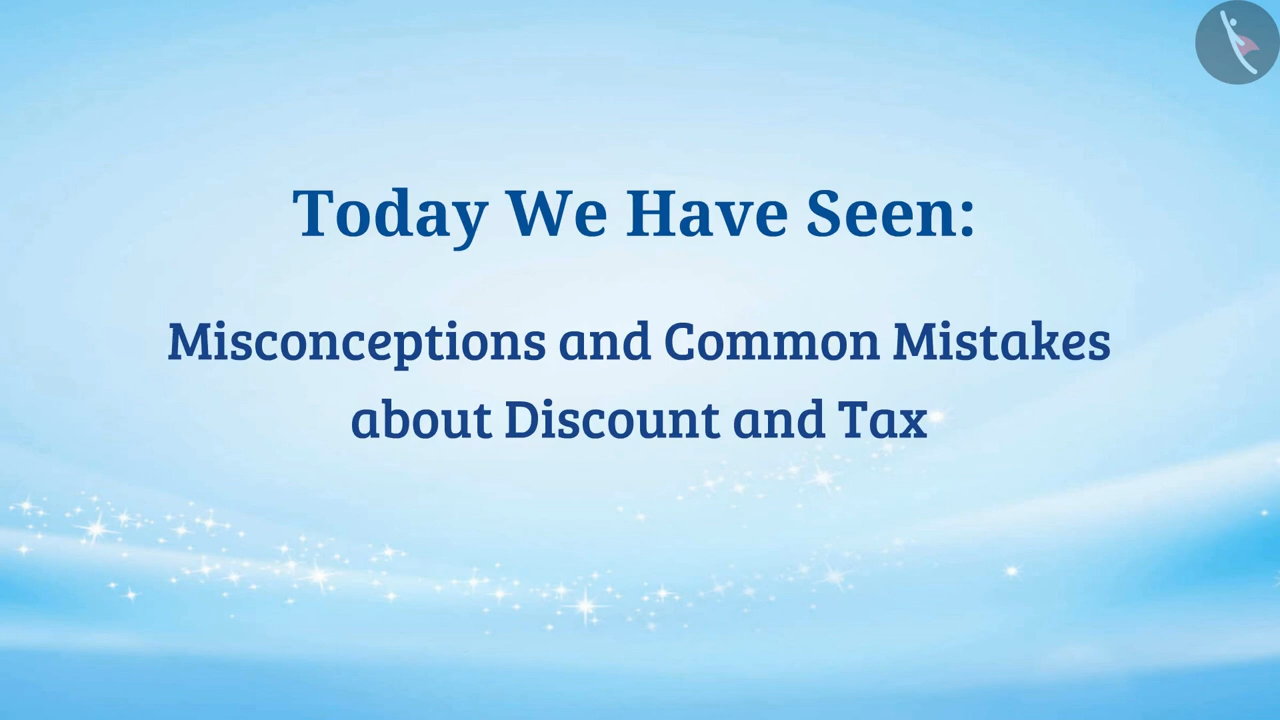 Today We Have Seen:
Misconceptions and Common Mistakes
about Discount and Tax